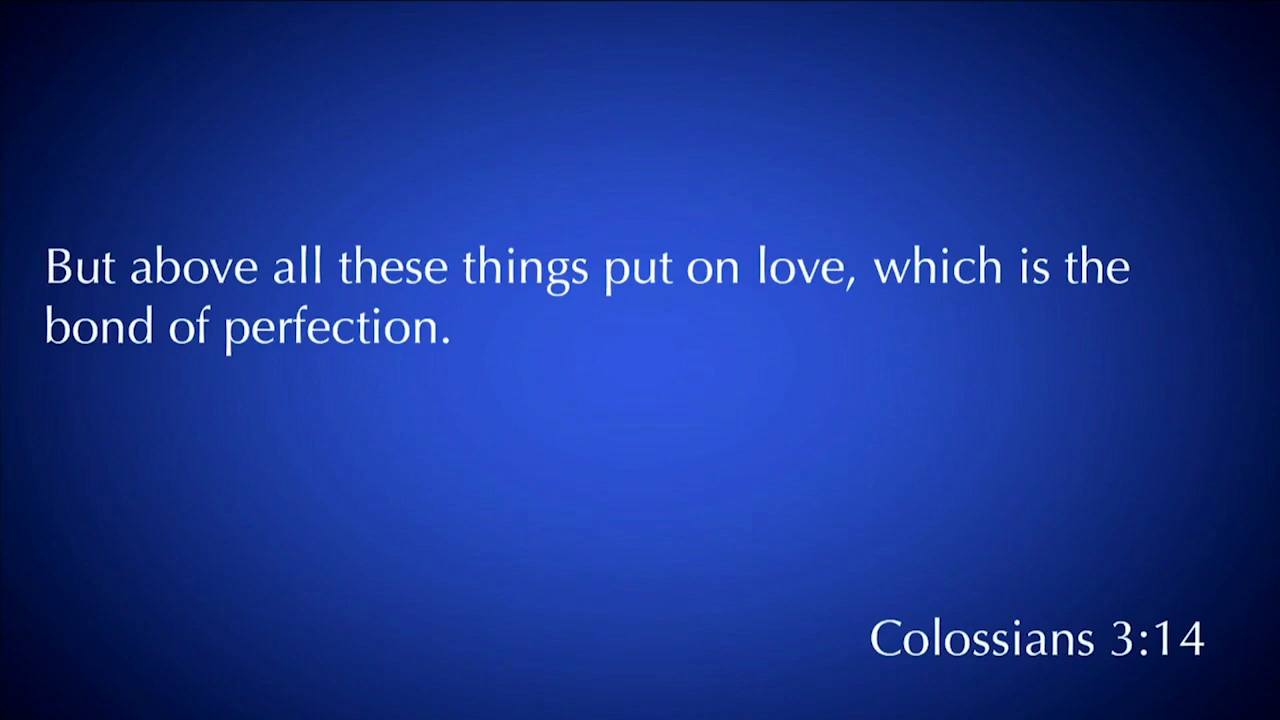 But above all these things put on love, which is the
bond of perfection.
Colossians 3:14